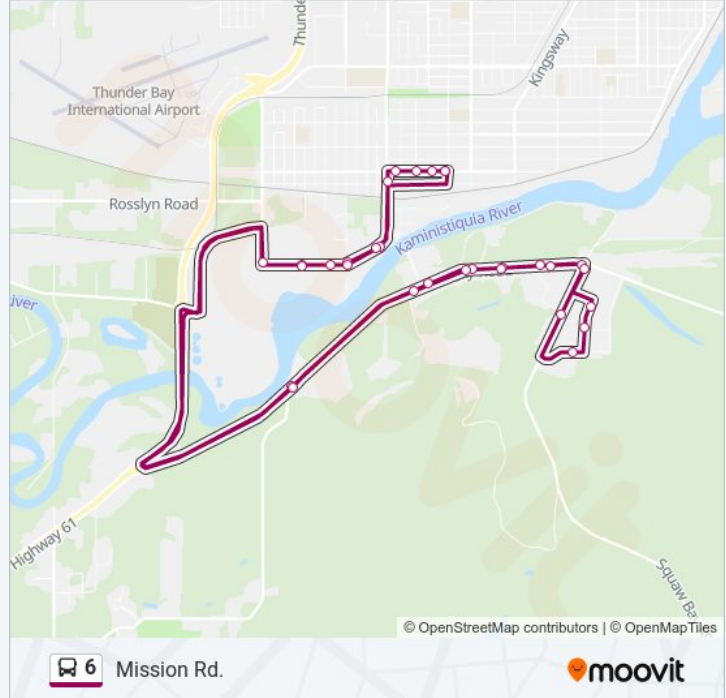 Thunde
Kingsway
Thunder Bay
International Airport
Rosslyn Road
Kaministiquia River
River
Highway 61
Squaw Ba
© OpenStreetMap contributors | © OpenMapTiles
6 Mission Rd.
moovit